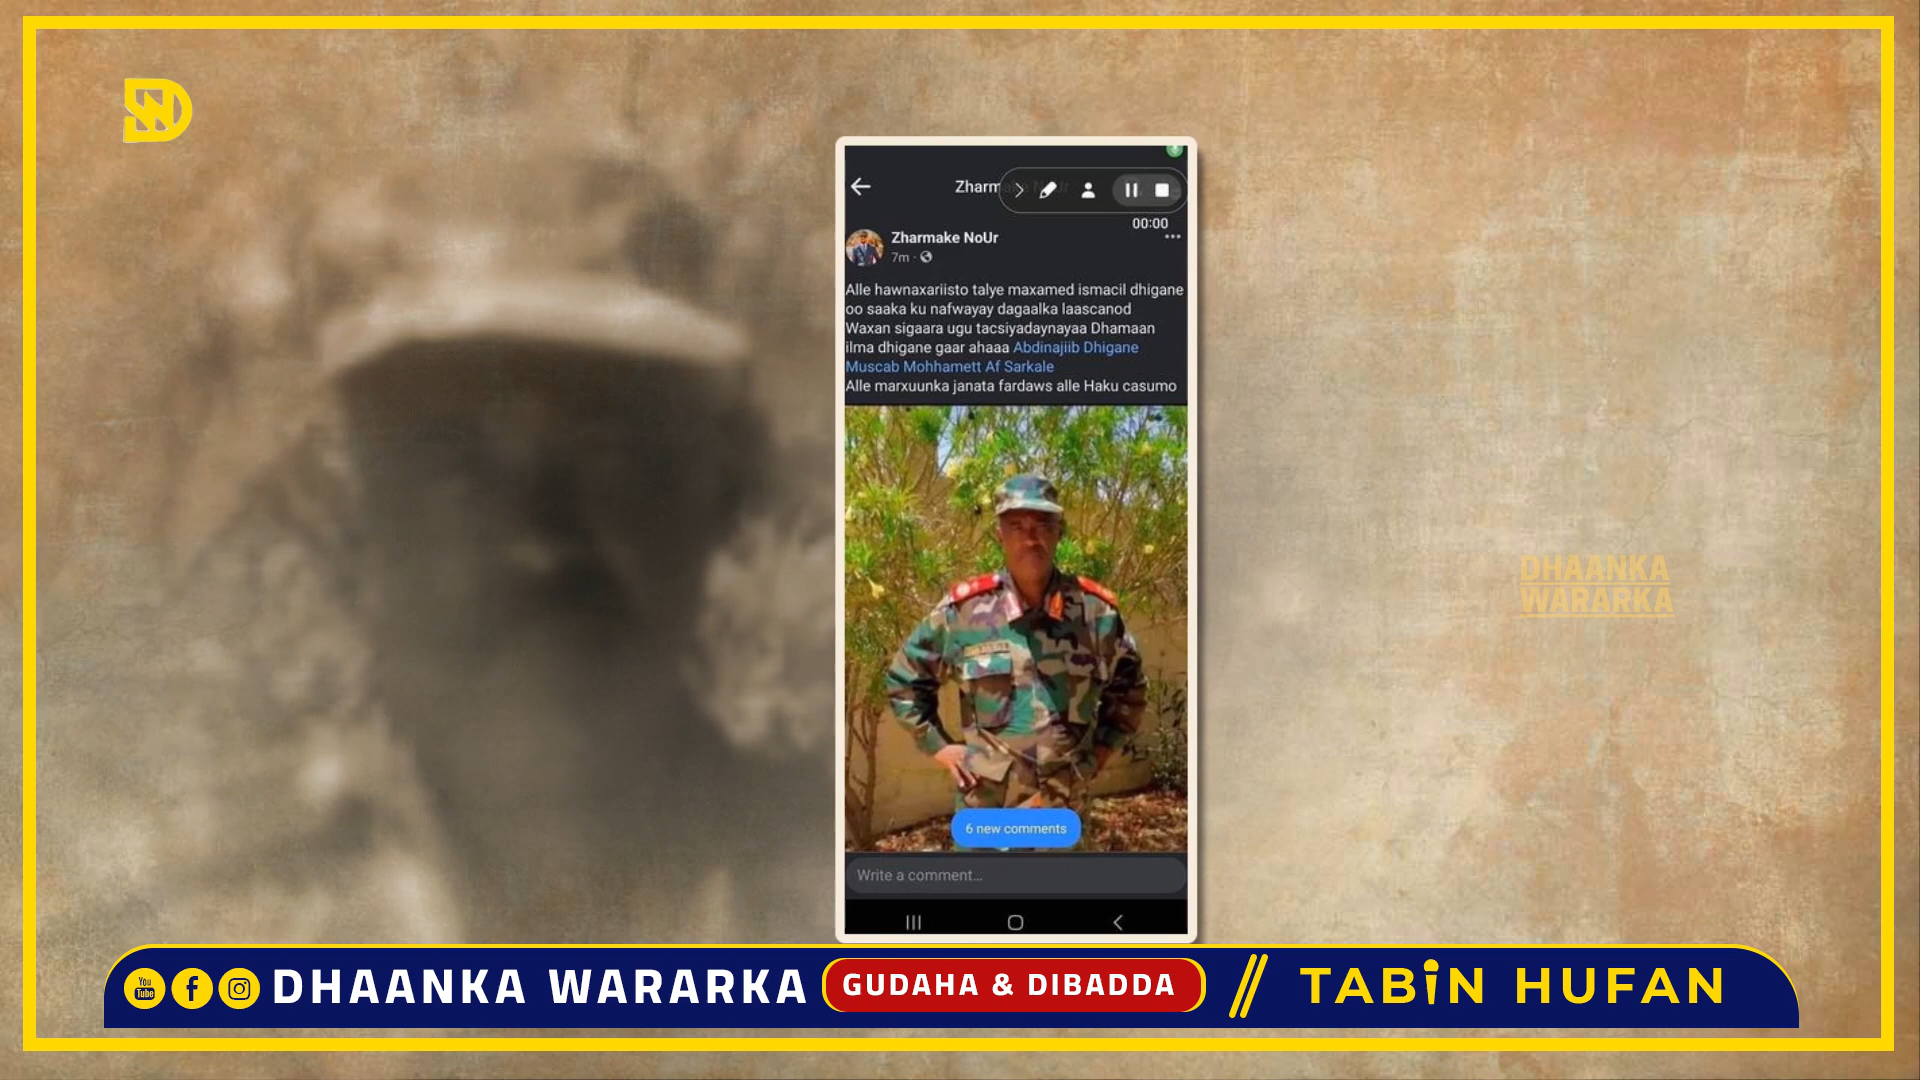 Zharm
00:00
Zharmake NoUr
7m ·
Alle hawnaxariisto talye maxamed ismacil dhigane
oo saaka ku nafwayay dagaalka laascanod
Waxan sigaara ugu tacsiyadaynayaa Dhamaan
ilma dhigane gaar ahaaa Abdinajiib Dhigane
Muscab Mohhamett Af Sarkale
Alle marxuunka janata fardaws alle Haku casumo
6 new comments
Write a comment...
DHAANKA
WARARKA
You
Tube
DHAANKA WARARKA GUDAHA & DIBADDA // TABiN HUFAN